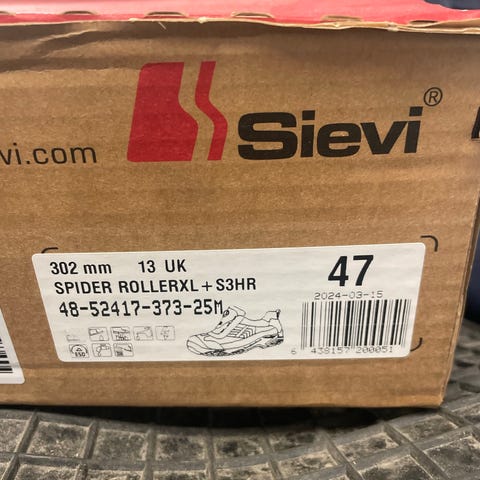 Sievi®
vi.com
302 mm 13 UK
SPIDER ROLLERXL+S3HR
48-52417-373-25M
47
2024-03-15
6 438157 200051
ESD